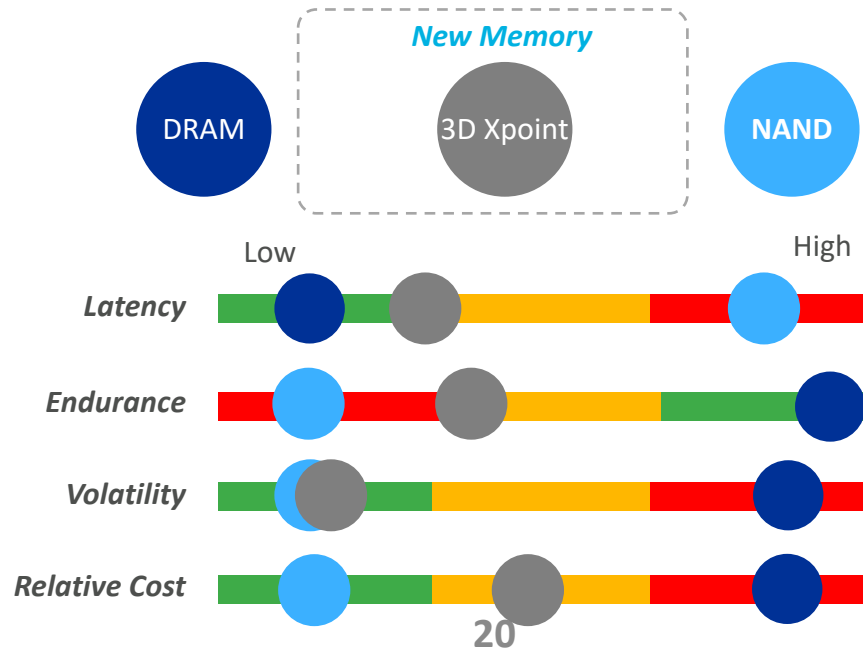 New Memory
DRAM
3D Xpoint
NAND
Low
High
Latency
Endurance
Volatility
Relative Cost
20